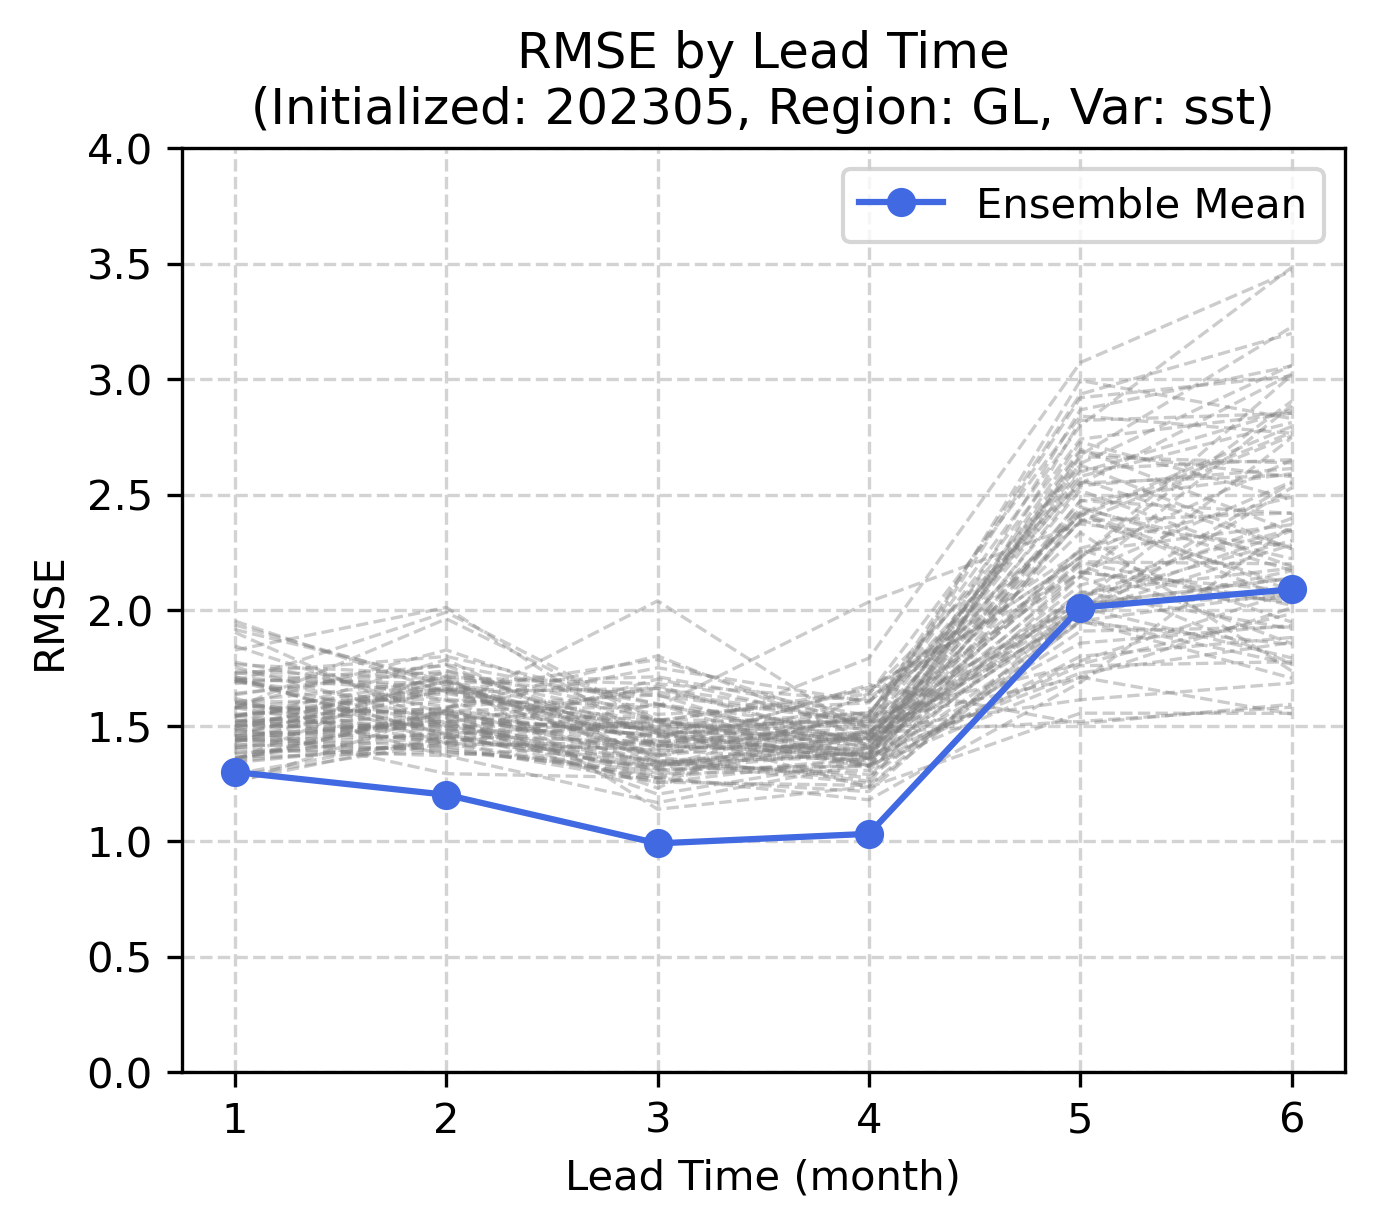 RMSE by Lead Time
(Initialized: 202305, Region: GL, Var: sst)
Ensemble Mean
RMSE
4.0
3.5
3.0
2.5
2.0
1.5
1.0
0.5
0.0
1 2 3 4 5 6
Lead Time (month)